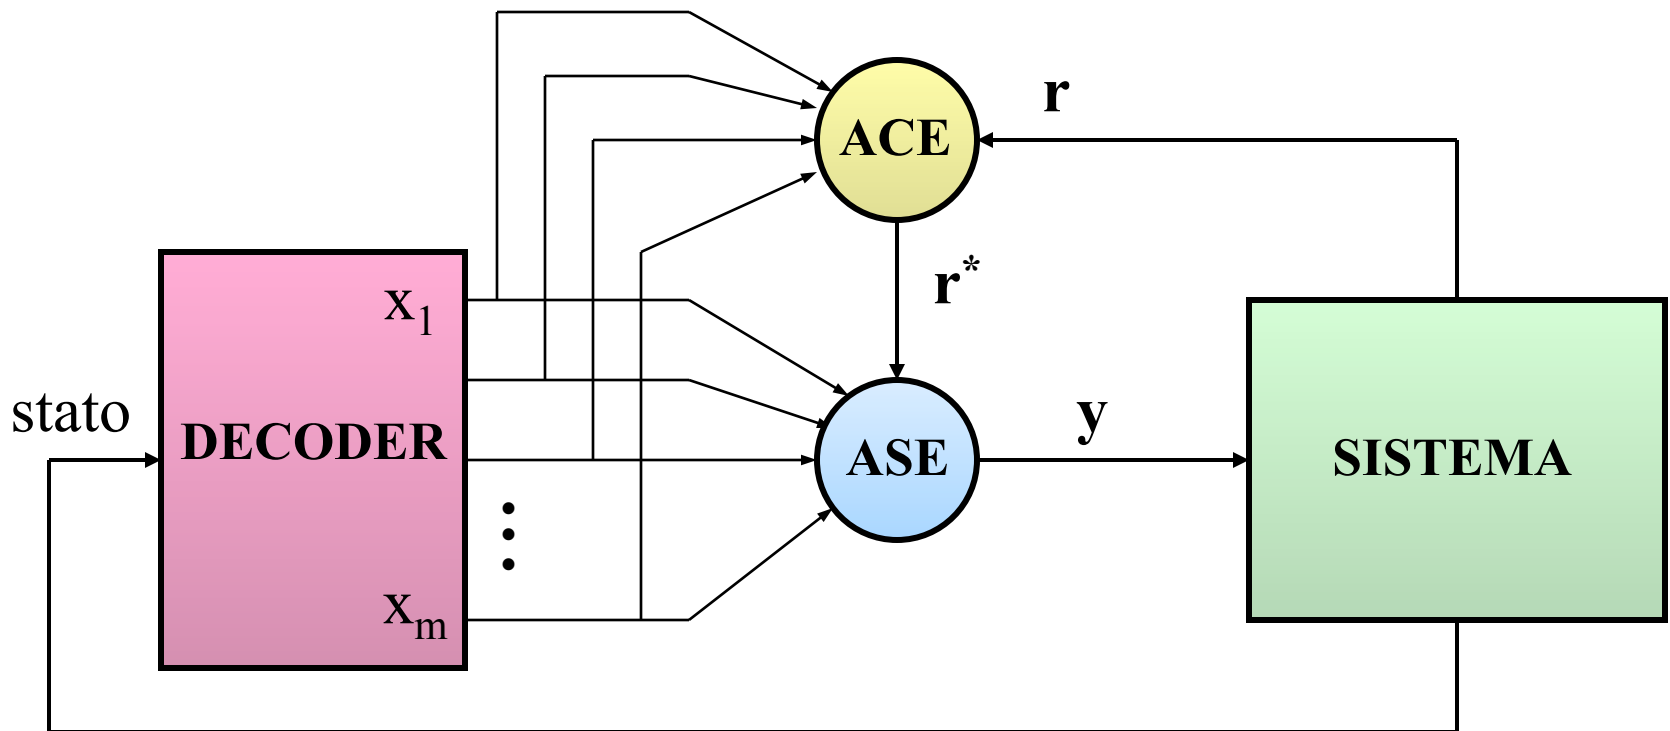 r
ACE
r*
x1
stato
DECODER
y
ASE
SISTEMA
xm